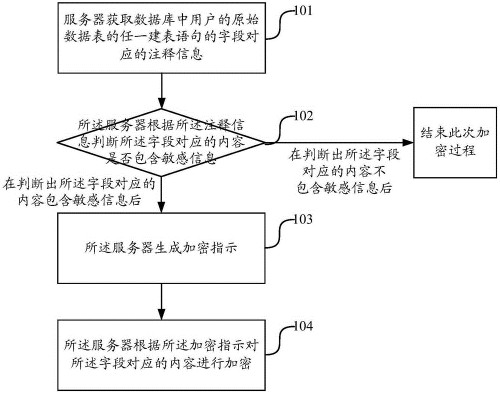 服务器获取数据库中用户的原始
数据表的任一建表语句的字段对
应的注释信息
101
所述服务器根据所述注释信
息判断所述字段对应的内容
是否包含敏感信息
102
在判断出所述字段
对应的内容不
包含敏感信息后
结束此次加
密过程
在判断出所述字段对应的
内容包含敏感信息后
所述服务器生成加密指示
103
所述服务器根据所述加密指示对
所述字段对应的内容进行加密
104